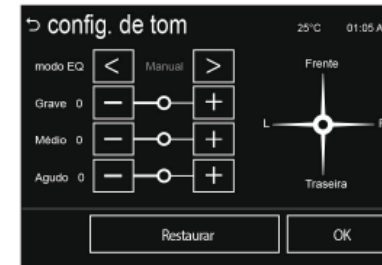 config. de tom 25°C 01:05 A
modo EQ < Manual > Frente
Grave 0 − +
Médio 0 − + L
Agudo 0 − + Traseira
Restaurar OK